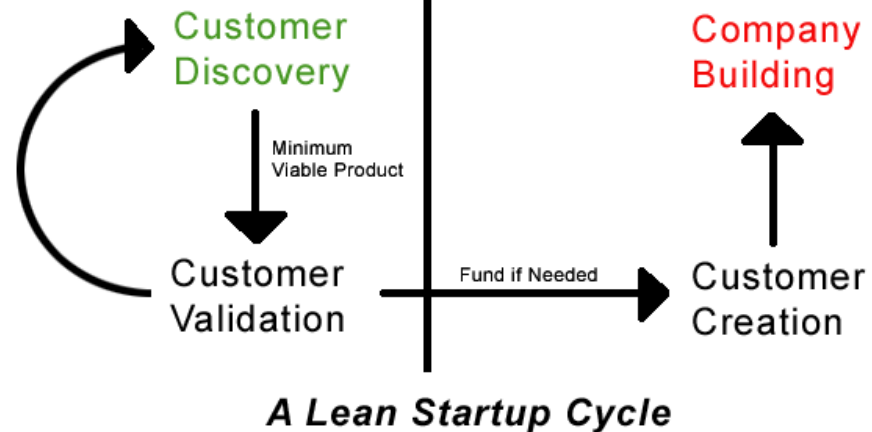 Customer
Discovery
Minimum
Viable Product
Customer
Validation
Fund if Needed
Customer
Creation
Company
Building
A Lean Startup Cycle